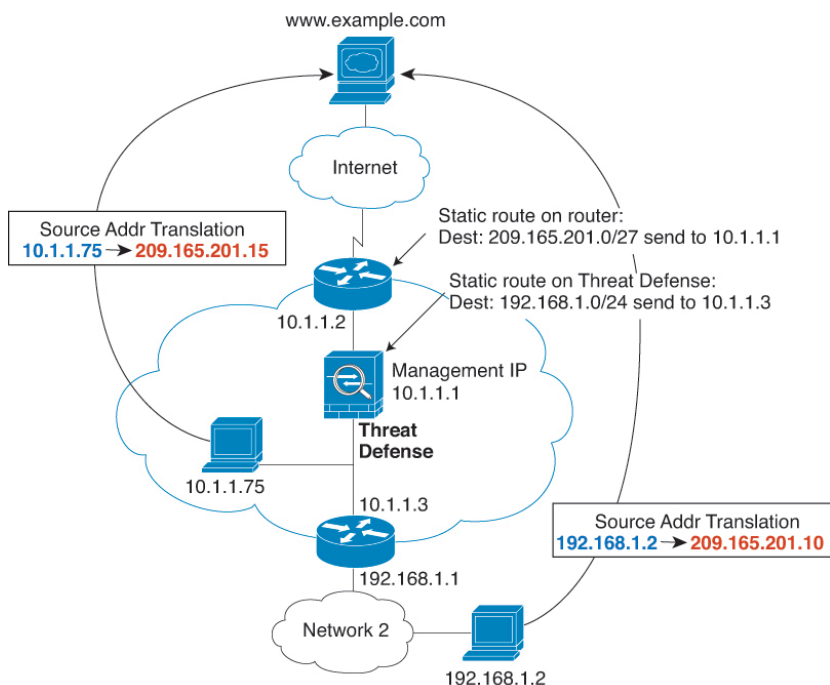 www.example.com
Internet
Source Addr Translation
10.1.1.75 209.165.201.15
Static route on router:
Dest: 209.165.201.0/27 send to 10.1.1.1
Static route on Threat Defense:
Dest: 192.168.1.0/24 send to 10.1.1.3
10.1.1.2
Management IP
10.1.1.1
Threat
Defense
10.1.1.75
10.1.1.3
Source Addr Translation
192.168.1.2 209.165.201.10
192.168.1.1
Network 2
192.168.1.2